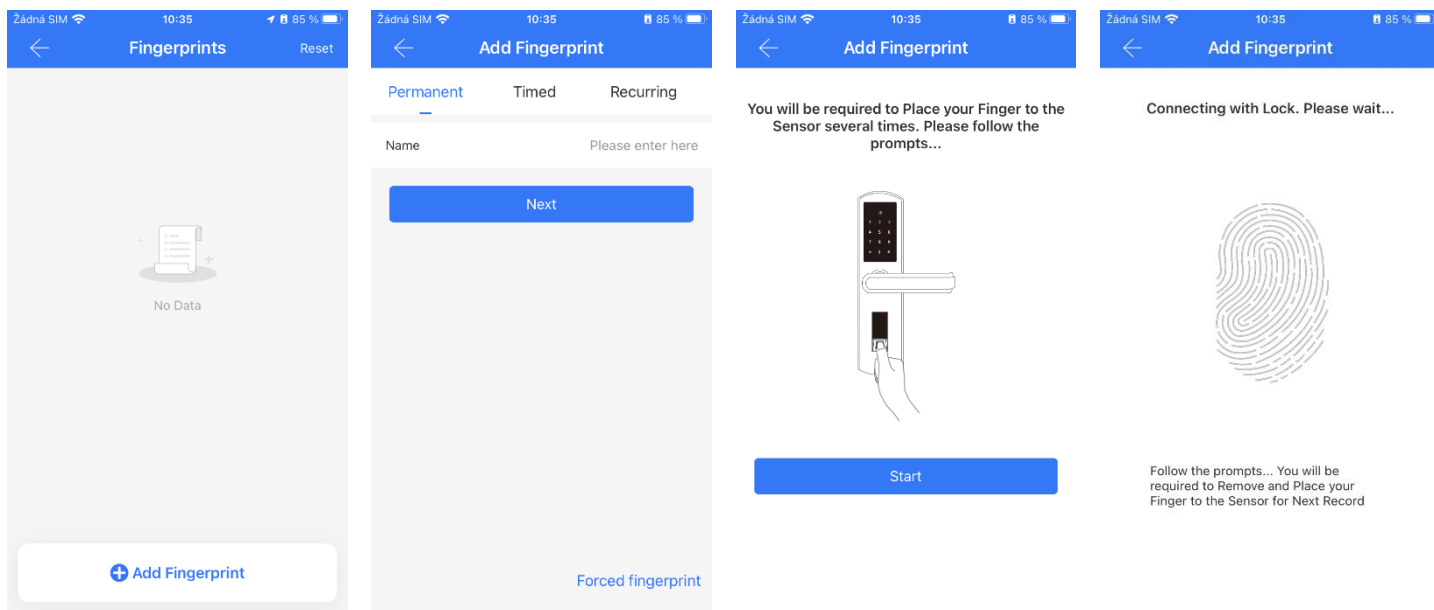 Žádná SIM 10:35 85 %
Fingerprints Reset
No Data
Add Fingerprint
Žádná SIM 10:35 85 %
Add Fingerprint
Permanent Timed Recurring
Name Please enter here
Next
Forced fingerprint
Žádná SIM 10:35 85 %
Add Fingerprint
You will be required to Place your Finger to the
Sensor several times. Please follow the
prompts...
Start
Žádná SIM 10:35 85 %
Add Fingerprint
Connecting with Lock. Please wait...
Follow the prompts... You will be
required to Remove and Place your
Finger to the Sensor for Next Record